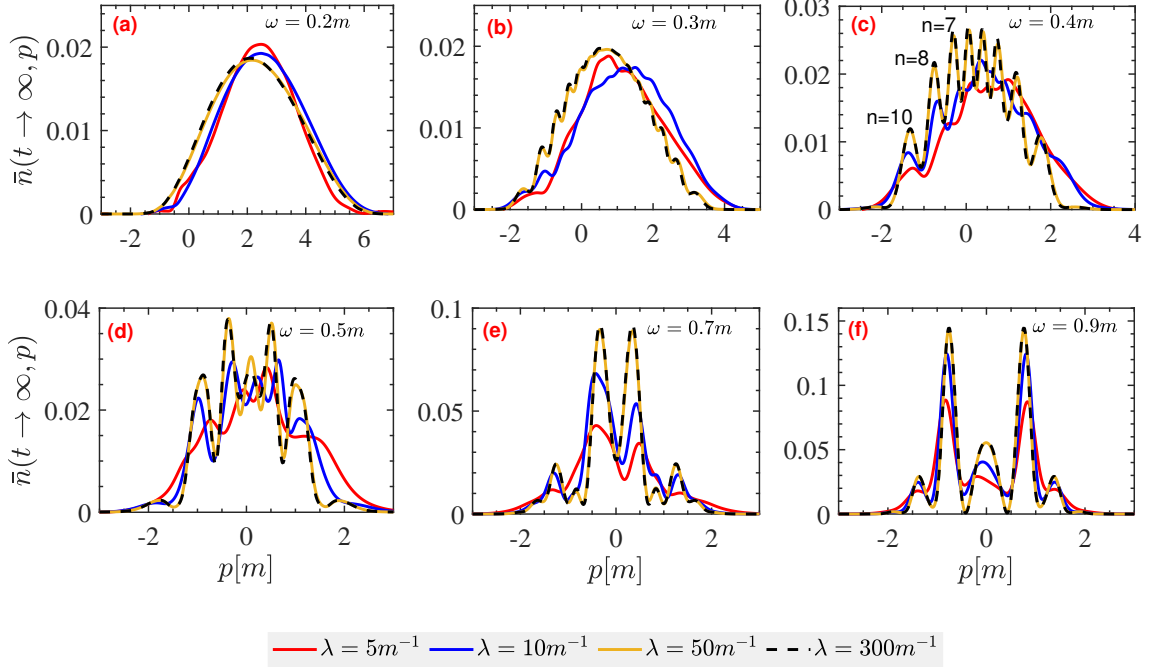 (a) ω = 0.2m
(b) ω = 0.3m
(c) ω = 0.4m
n̄(t → ∞, p)
0.02
0.01
0
-2 0 2 4 6
0.02
0.01
0
-2 0 2 4
n=7
n=8
n=10
0.03
0.02
0.01
0
-2 0 2 4
(d) ω = 0.5m
(e) ω = 0.7m
(f) ω = 0.9m
n̄(t → ∞, p)
0.04
0.02
0
-2 0 2
p[m]
0.1
0.05
0
-2 0 2
p[m]
0.15
0.1
0.05
0
-2 0 2
p[m]
λ = 5m⁻¹ λ = 10m⁻¹ λ = 50m⁻¹ λ = 300m⁻¹